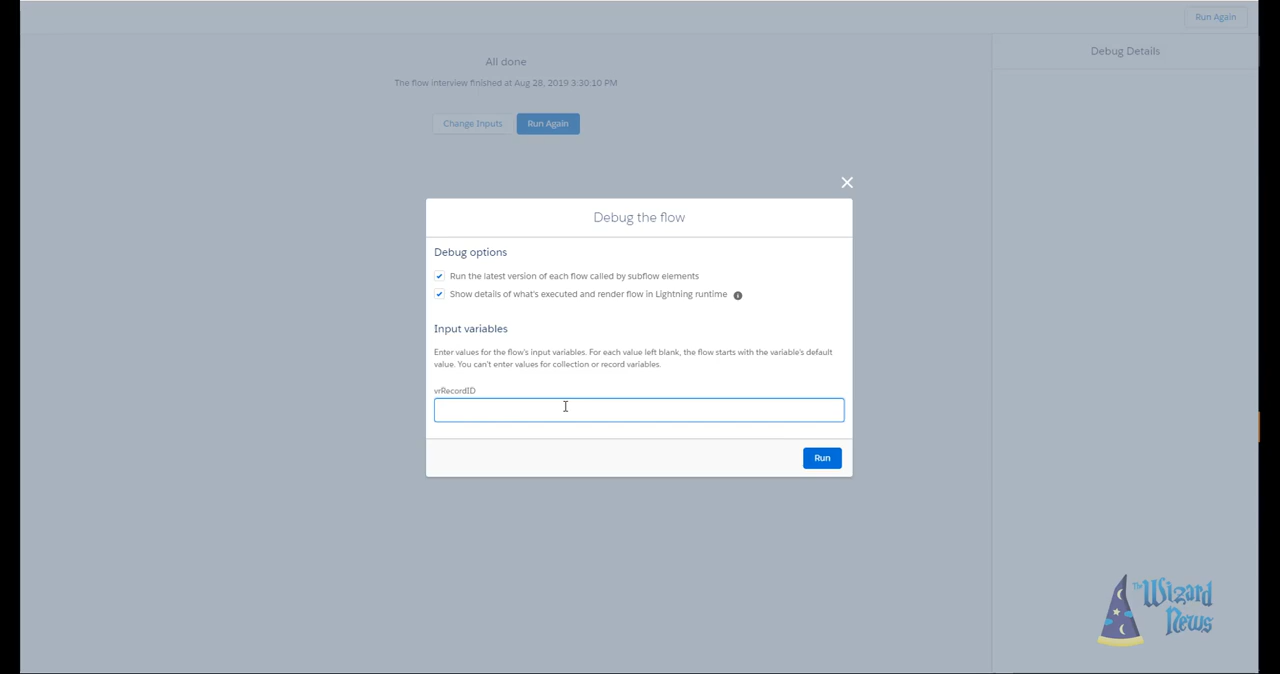 Run Again
Debug Details
All done
The flow interview finished at Aug 28, 2019 3:30:10 PM
Change Inputs
Run Again
Debug the flow
Debug options
Run the latest version of each flow called by subflow elements
Show details of what's executed and render flow in Lightning runtime
Input variables
Enter values for the flow's input variables. For each value left blank, the flow starts with the variable's default
value. You can't enter values for collection or record variables.
vrRecordID
Run
The Wizard
News